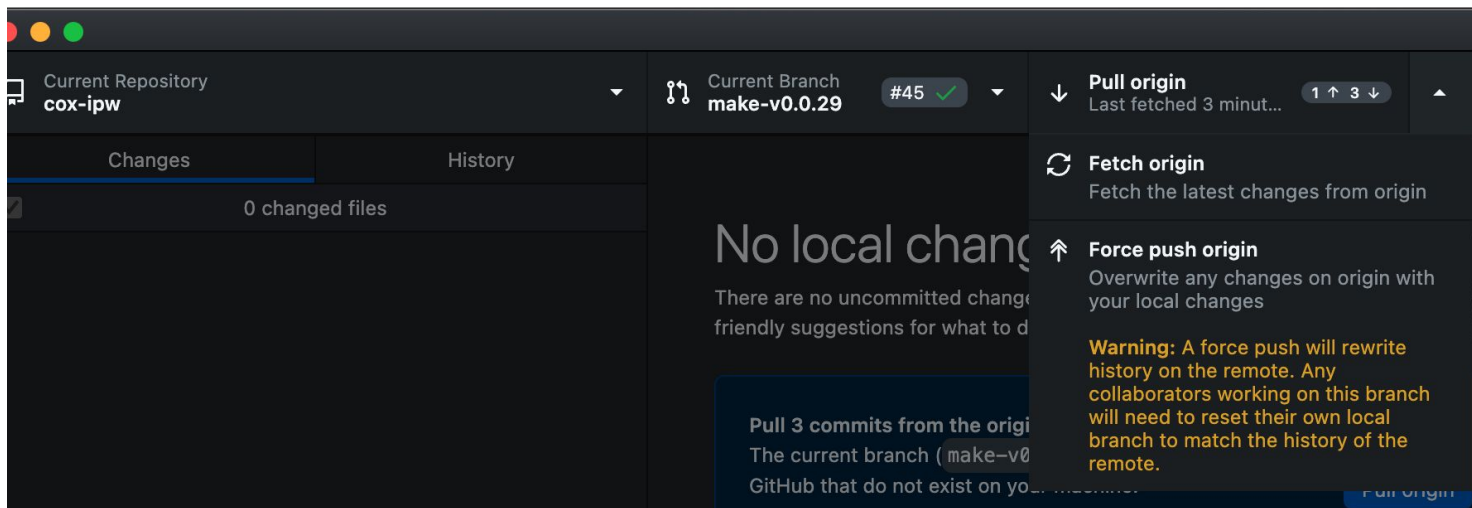 Current Repository
cox-ipw
Current Branch
make-v0.0.29
#45
Pull origin
Last fetched 3 minut...
1 ↑ 3 ↓
Changes
History
0 changed files
Fetch origin
Fetch the latest changes from origin
Force push origin
Overwrite any changes on origin with
your local changes
Warning: A force push will rewrite
history on the remote. Any
collaborators working on this branch
will need to reset their own local
branch to match the history of the
remote.
No local chang
There are no uncommitted change
friendly suggestions for what to d
Pull 3 commits from the origi
The current branch (make-v0
GitHub that do not exist on your machine.
Pull origin